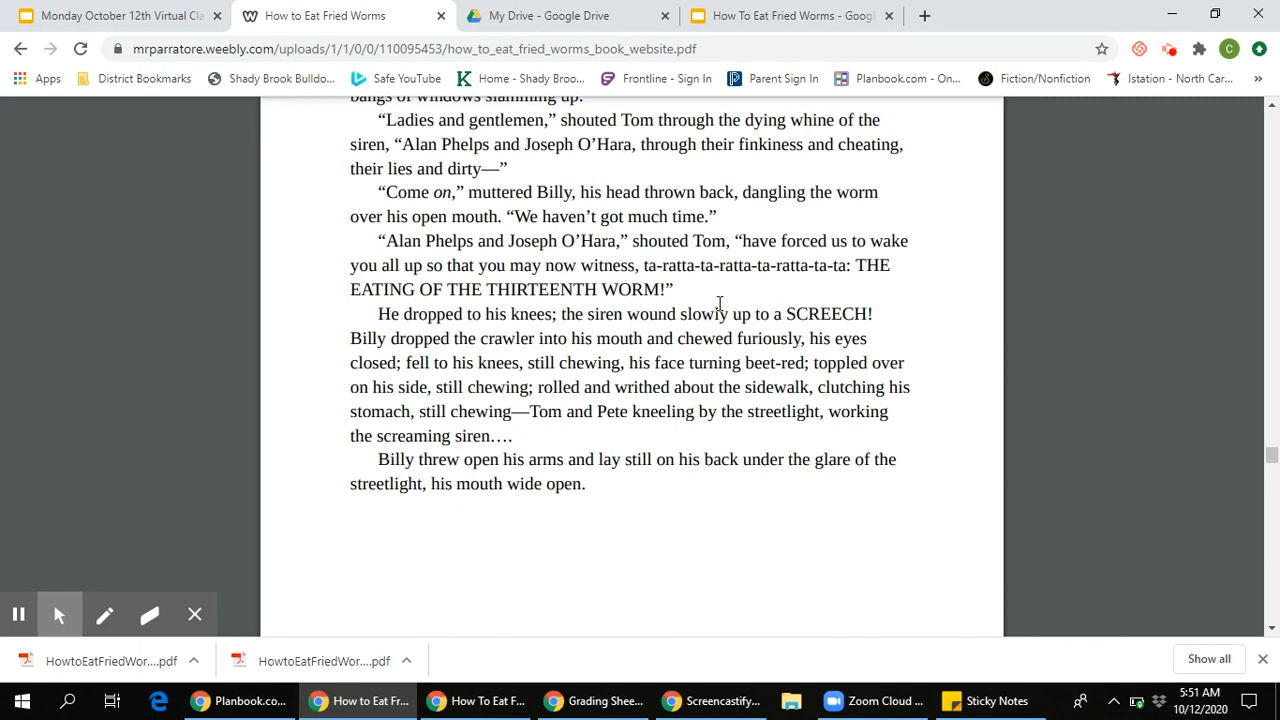 Monday October 12th Virtual Cla
How to Eat Fried Worms
My Drive - Google Drive
How To Eat Fried Worms - Googl
mrparratore.weebly.com/uploads/1/1/0/0/110095453/how_to_eat_fried_worms_book_website.pdf
Apps
District Bookmarks
Shady Brook Bulldo...
Safe YouTube
Home - Shady Broo...
Frontline - Sign In
Parent Sign In
Planbook.com - On...
Fiction/Nonfiction
Istation - North Car...
»
bangs of windows slamming up.
“Ladies and gentlemen,” shouted Tom through the dying whine of the
siren, “Alan Phelps and Joseph O’Hara, through their finkiness and cheating,
their lies and dirty—”
“Come on,” muttered Billy, his head thrown back, dangling the worm
over his open mouth. “We haven’t got much time.”
“Alan Phelps and Joseph O’Hara,” shouted Tom, “have forced us to wake
you all up so that you may now witness, ta-ratta-ta-ratta-ta-ratta-ta-ta: THE
EATING OF THE THIRTEENTH WORM!”
He dropped to his knees; the siren wound slowly up to a SCREECH!
Billy dropped the crawler into his mouth and chewed furiously, his eyes
closed; fell to his knees, still chewing, his face turning beet-red; toppled over
on his side, still chewing; rolled and writhed about the sidewalk, clutching his
stomach, still chewing—Tom and Pete kneeling by the streetlight, working
the screaming siren….
Billy threw open his arms and lay still on his back under the glare of the
streetlight, his mouth wide open.
HowtoEatFriedWor....pdf
HowtoEatFriedWor....pdf
Show all
Planbook.co...
How to Eat Fr...
How To Eat F...
Grading Shee...
Screencastify...
Zoom Cloud ...
Sticky Notes
5:51 AM
10/12/2020